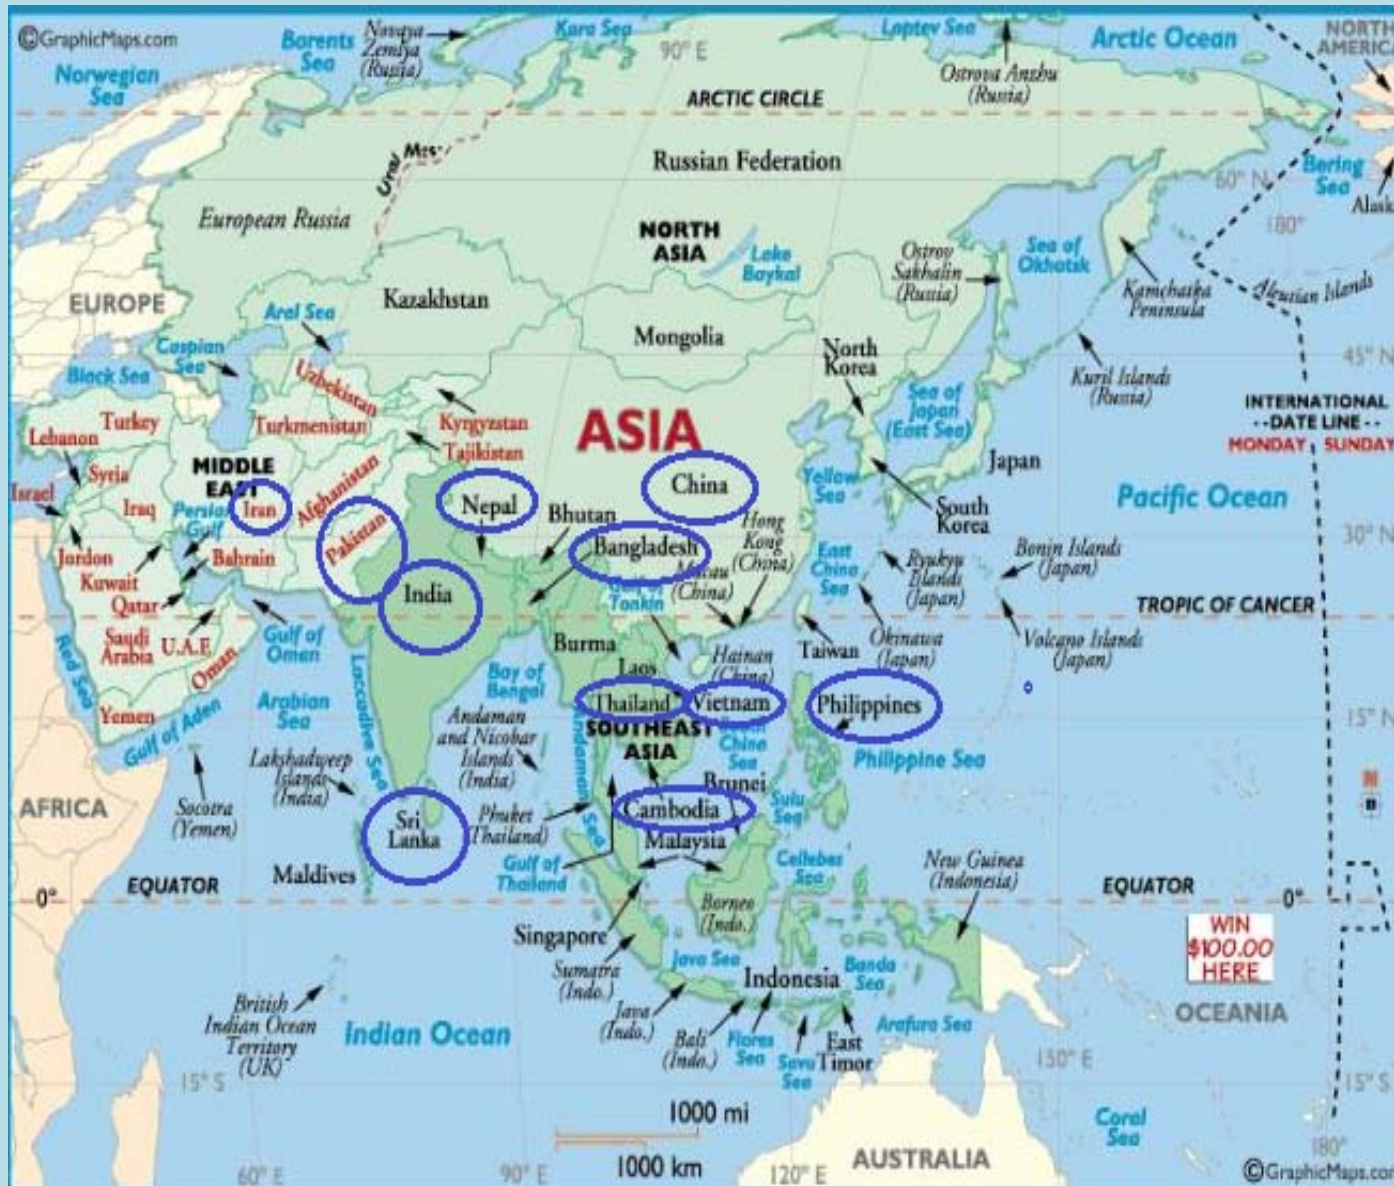 ©GraphicMaps.com
Norwegian
Sea
Barents
Sea
Novaya
Zemlya
(Russia)
Kara Sea
90° E
Laptev Sea
Ostrova Anzhu
(Russia)
Arctic Ocean
NORTH
AMERICA
ARCTIC CIRCLE
Ural Mts.
Russian Federation
60° N
Bering
Sea
Alaska
180°
European Russia
NORTH
ASIA
Lake
Baykal
Ostrov
Sakhalin
(Russia)
Sea of
Okhotsk
Kamchatka
Peninsula
Aleutian Islands
EUROPE
Kazakhstan
Aral Sea
Mongolia
Caspian
Sea
Black Sea
North
Korea
Kuril Islands
(Russia)
45° N
Uzbekistan
Turkmenistan
Kyrgyzstan
Tajikistan
ASIA
Sea of
Japan
(East Sea)
INTERNATIONAL
--DATE LINE--
MONDAY SUNDAY
Turkey
Lebanon
Syria
Israel
Iraq
MIDDLE
EAST
Iran
Afghanistan
Pakistan
Nepal
China
Yellow
Sea
Japan
South
Korea
Pacific Ocean
Persian
Gulf
Jordon
Kuwait
Bahrain
Qatar
Bhutan
Bangladesh
Hong
Kong
(China)
Macau
(China)
Gulf of
Tonkin
East
China
Sea
Ryukyu
Islands
(Japan)
Bonin Islands
(Japan)
30° N
India
TROPIC OF CANCER
Saudi
Arabia
U.A.E
Oman
Gulf of
Oman
Red Sea
Burma
Laos
Hainan
(China)
Taiwan
Okinawa
(Japan)
Volcano Islands
(Japan)
Yemen
Gulf of Aden
Arabian
Sea
Laccadive Sea
Bay of
Bengal
Thailand
Vietnam
Philippines
15° N
Andaman
and Nicobar
Islands
(India)
Andaman Sea
SOUTHEAST
ASIA
South
China
Sea
Philippine Sea
Lakshadweep
Islands
(India)
AFRICA
Socotra
(Yemen)
Sri
Lanka
Phuket
(Thailand)
Cambodia
Brunei
Sulu
Sea
N
Malaysia
Gulf of
Thailand
Celebes
Sea
New Guinea
(Indonesia)
Maldives
0°
EQUATOR
Borneo
(Indo.)
EQUATOR
0°
Singapore
Sumatra
(Indo.)
Java Sea
Indonesia
Banda
Sea
WIN
$100.00
HERE
Java
(Indo.)
Bali
(Indo.)
Flores
Sea
Savu
Sea
East
Timor
Arafura Sea
OCEANIA
British
Indian Ocean
Territory
(UK)
Indian Ocean
15° S
150° E
15° S
1000 mi
1000 km
Coral
Sea
60° E
90° E
120° E
AUSTRALIA
180°
©GraphicMaps.com